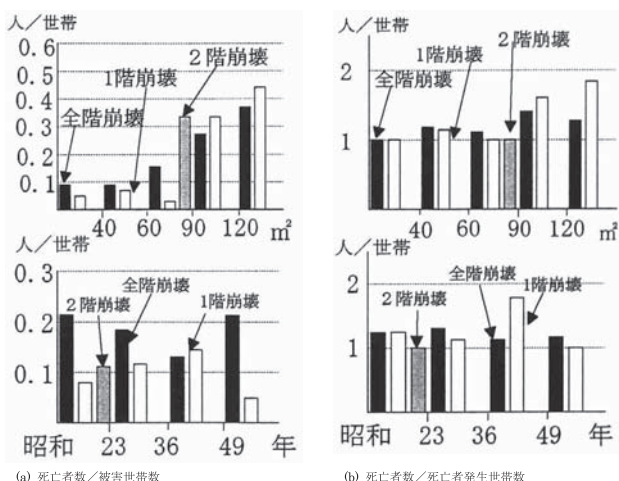 人／世帯
0.6
0.5
0.4
0.3
0.2
0.1
全階崩壊
1階崩壊
2階崩壊
40 60 90 120 ㎡
人／世帯
2
1
全階崩壊
1階崩壊
2階崩壊
40 60 90 120 ㎡
人／世帯
0.3
0.2
0.1
2階崩壊
全階崩壊
1階崩壊
昭和 23 36 49 年
人／世帯
2
1
2階崩壊
全階崩壊
1階崩壊
昭和 23 36 49 年
(a) 死亡者数／被害世帯数
(b) 死亡者数／死亡者発生世帯数